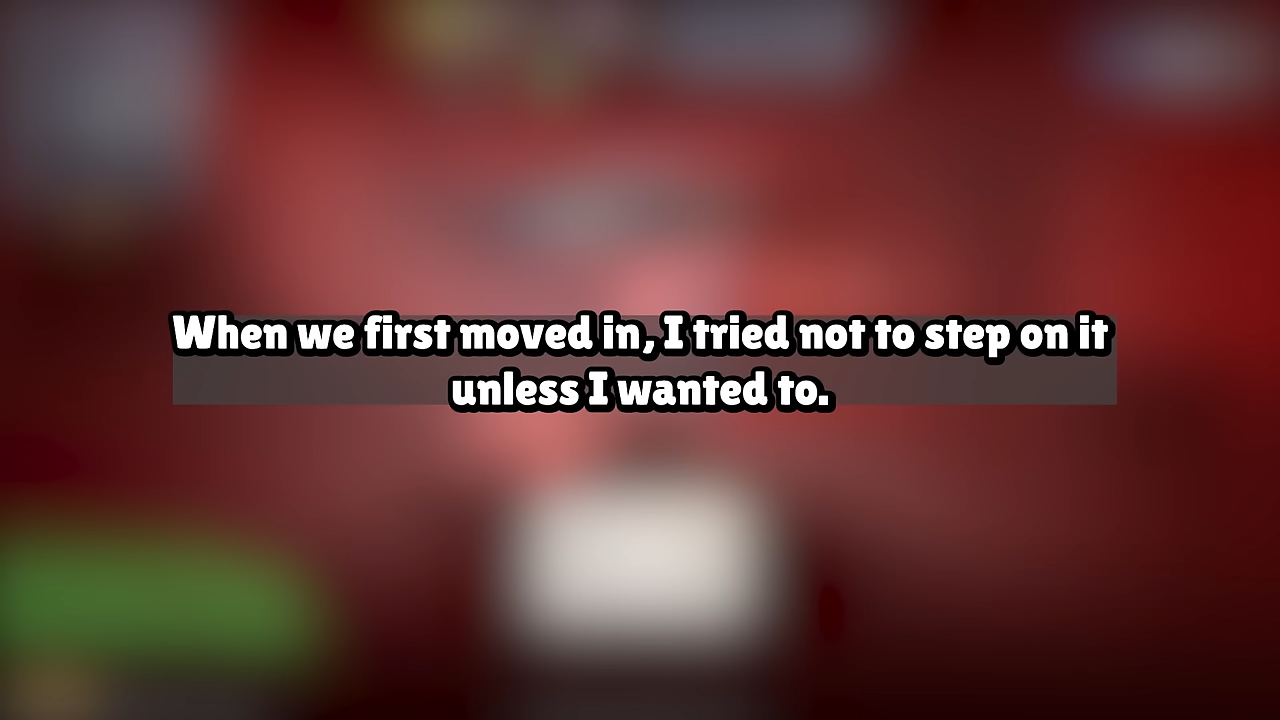 When we first moved in, I tried not to step on it
unless I wanted to.